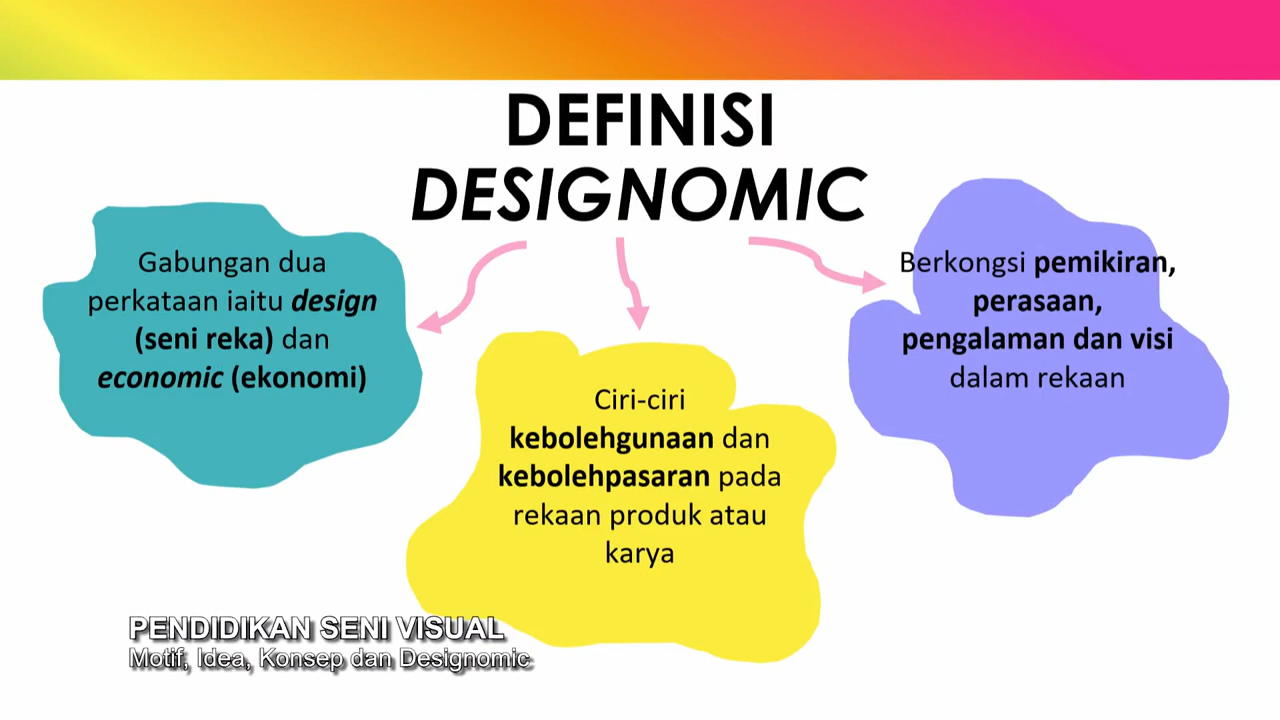 DEFINISI
DESIGNOMIC
Gabungan dua
perkataan iaitu design
(seni reka) dan
economic (ekonomi)
Ciri-ciri
kebolehgunaan dan
kebolehpasaran pada
rekaan produk atau
karya
Berkongsi pemikiran,
perasaan,
pengalaman dan visi
dalam rekaan
PENDIDIKAN SENI VISUAL
Motif, Idea, Konsep dan Designomic